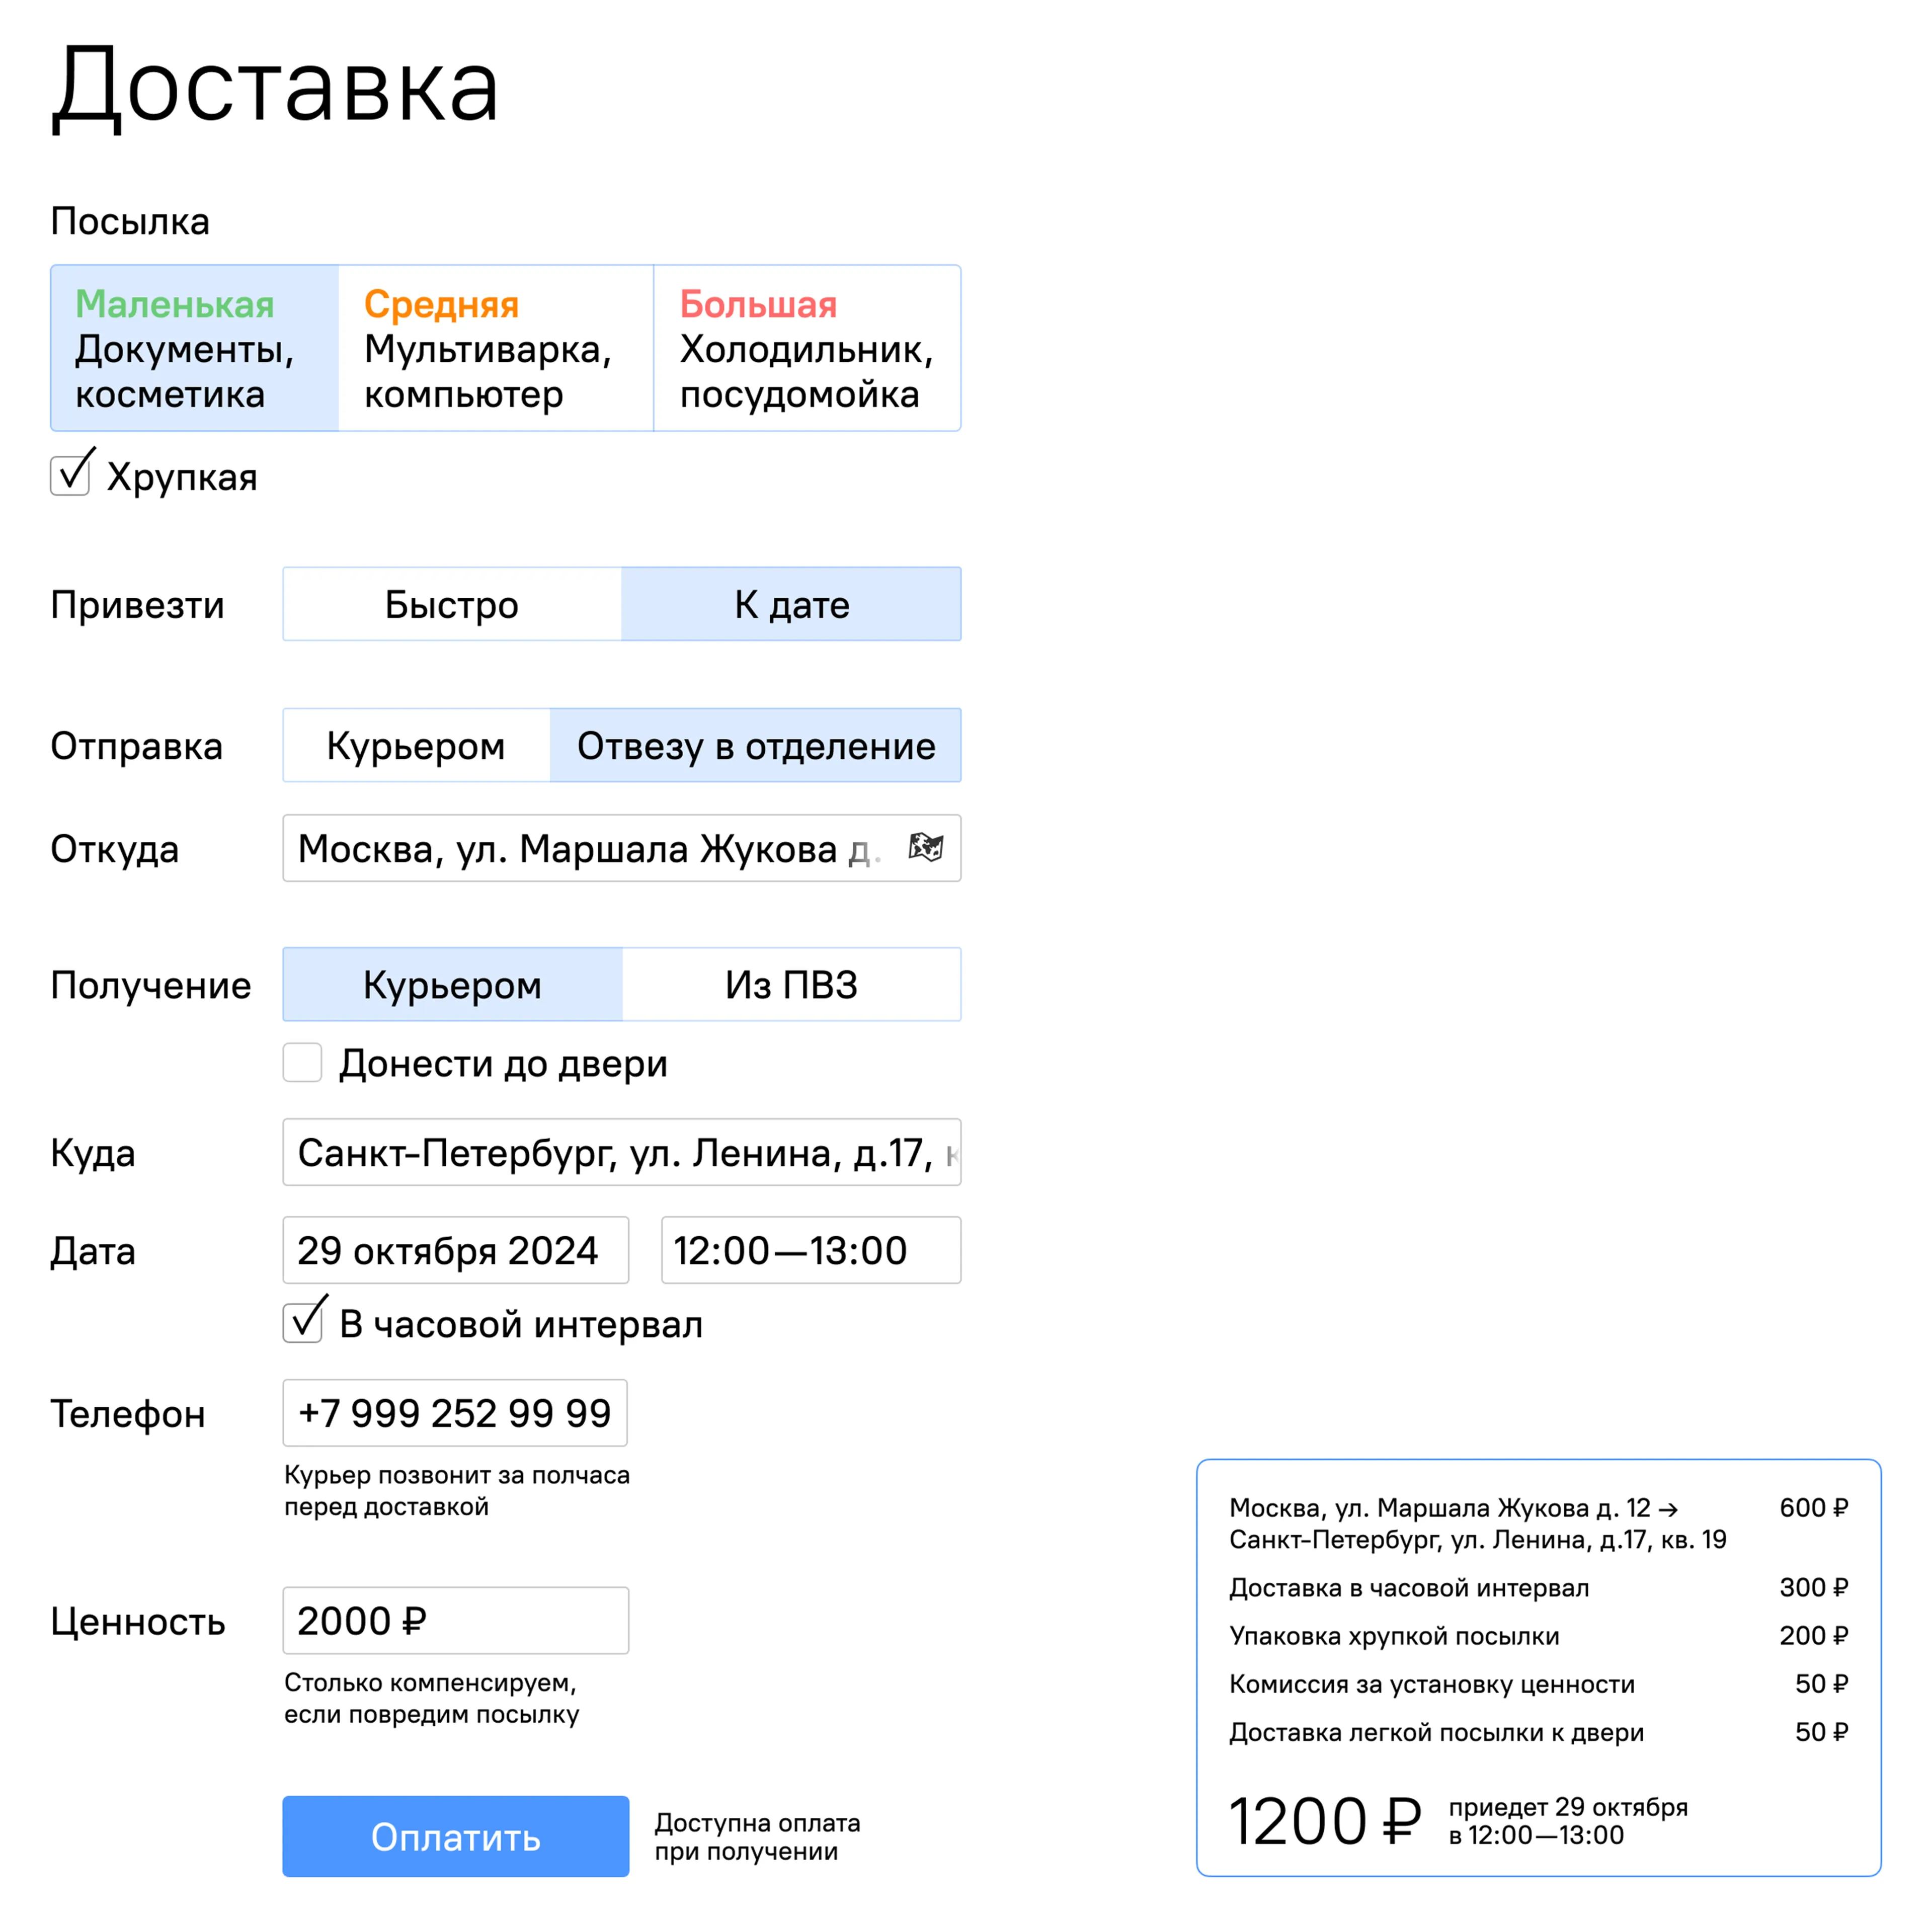 Доставка
Посылка
Маленькая
Документы,
косметика
Средняя
Мультиварка,
компьютер
Большая
Холодильник,
посудомойка
Хрупкая
Привезти
Быстро
К дате
Отправка
Курьером
Отвезу в отделение
Откуда
Москва, ул. Маршала Жукова д.
Получение
Курьером
Из ПВЗ
Донести до двери
Куда
Санкт-Петербург, ул. Ленина, д.17, к
Дата
29 октября 2024
12:00—13:00
В часовой интервал
Телефон
+7 999 252 99 99
Курьер позвонит за полчаса
перед доставкой
Ценность
2000 ₽
Столько компенсируем,
если повредим посылку
Оплатить
Доступна оплата
при получении
Москва, ул. Маршала Жукова д. 12 → 600 ₽
Санкт-Петербург, ул. Ленина, д.17, кв. 19
Доставка в часовой интервал 300 ₽
Упаковка хрупкой посылки 200 ₽
Комиссия за установку ценности 50 ₽
Доставка легкой посылки к двери 50 ₽
1200 ₽
приедет 29 октября
в 12:00—13:00